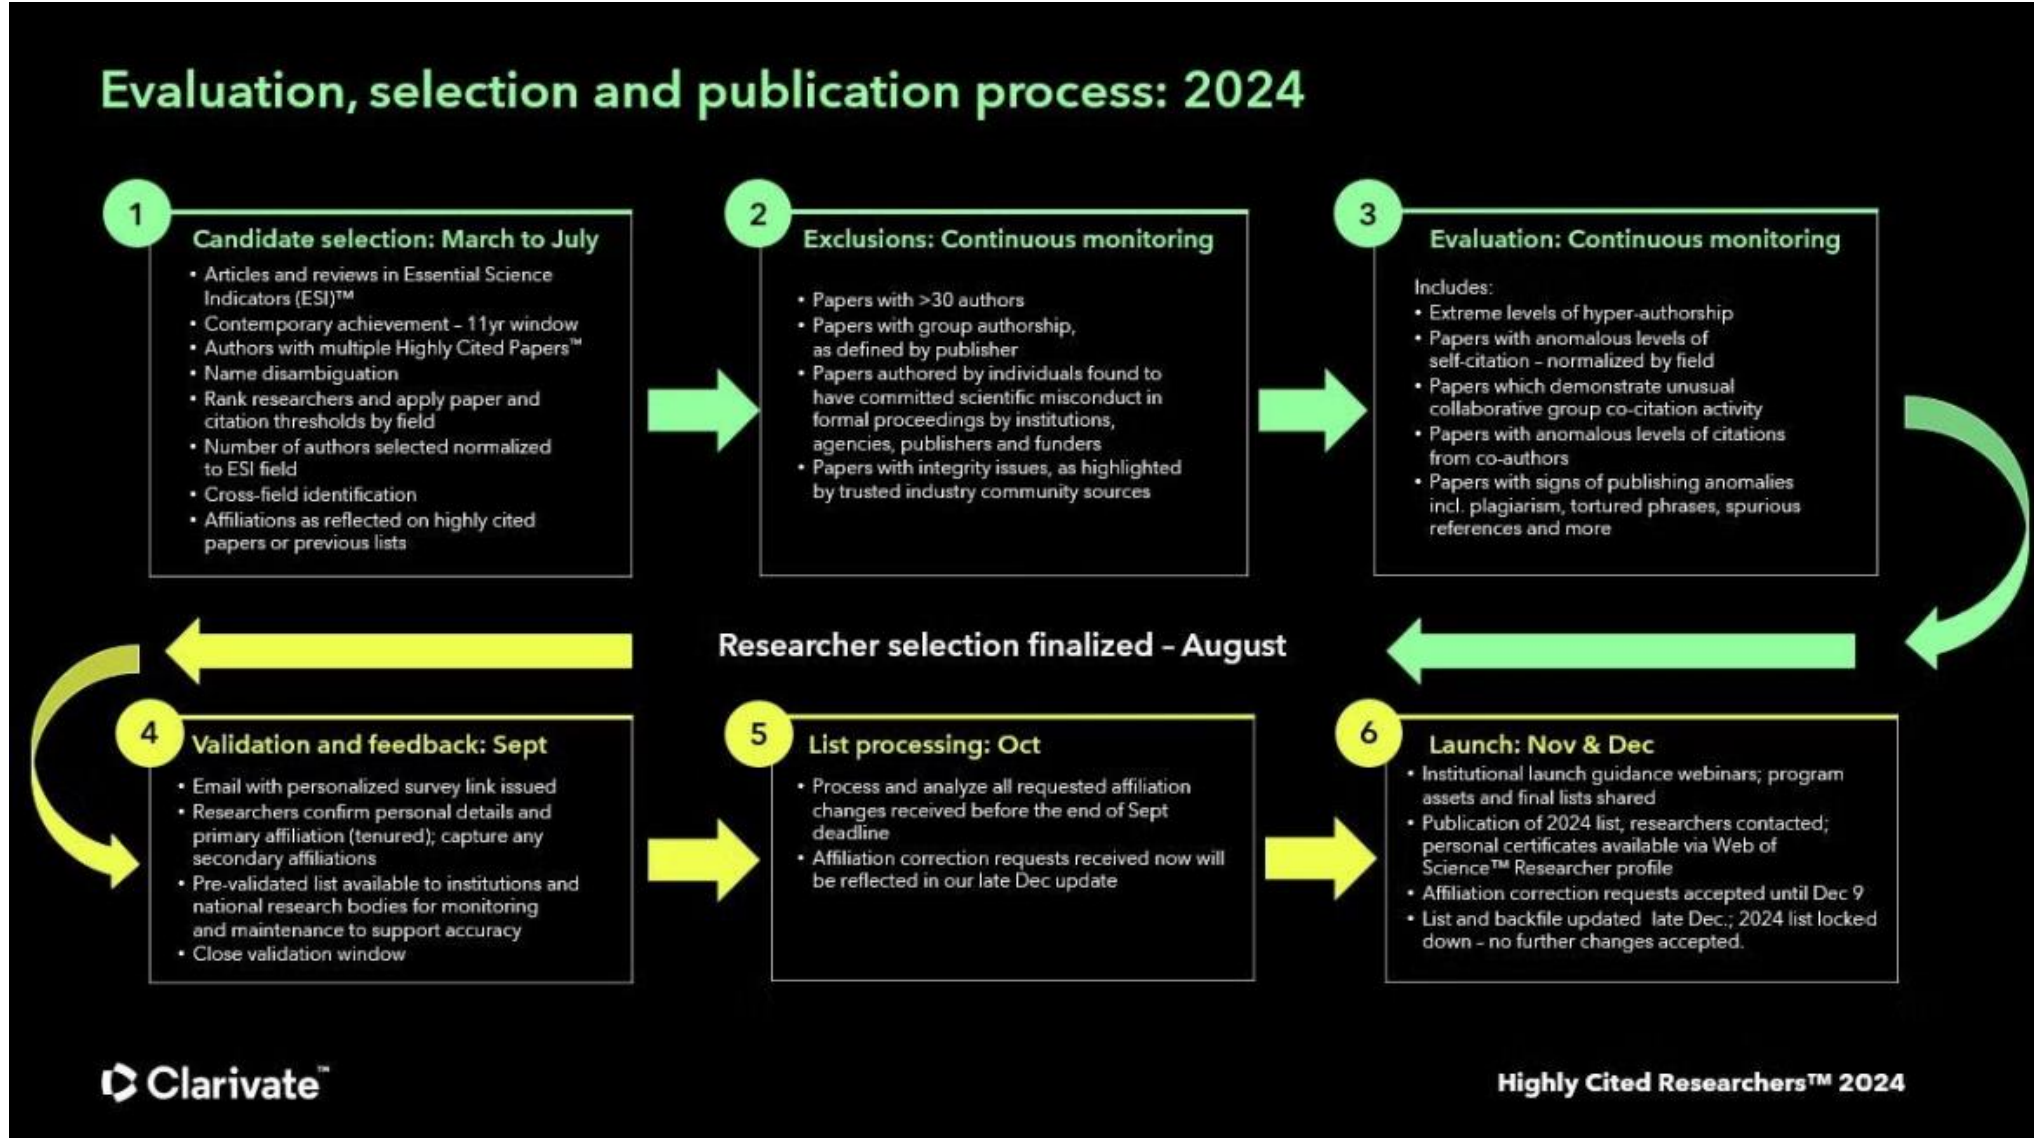 Evaluation, selection and publication process: 2024
1
Candidate selection: March to July
• Articles and reviews in Essential Science
Indicators (ESI)™
• Contemporary achievement – 11yr window
• Authors with multiple Highly Cited Papers™
• Name disambiguation
• Rank researchers and apply paper and
citation thresholds by field
• Number of authors selected normalized
to ESI field
• Cross-field identification
• Affiliations as reflected on highly cited
papers or previous lists
2
Exclusions: Continuous monitoring
• Papers with >30 authors
• Papers with group authorship,
as defined by publisher
• Papers authored by individuals found to
have committed scientific misconduct in
formal proceedings by institutions,
agencies, publishers and funders
• Papers with integrity issues, as highlighted
by trusted industry community sources
3
Evaluation: Continuous monitoring
Includes:
• Extreme levels of hyper-authorship
• Papers with anomalous levels of
self-citation – normalized by field
• Papers which demonstrate unusual
collaborative group co-citation activity
• Papers with anomalous levels of citations
from co-authors
• Papers with signs of publishing anomalies
incl. plagiarism, tortured phrases, spurious
references and more
Researcher selection finalized – August
4
Validation and feedback: Sept
• Email with personalized survey link issued
• Researchers confirm personal details and
primary affiliation (tenured); capture any
secondary affiliations
• Pre-validated list available to institutions and
national research bodies for monitoring
and maintenance to support accuracy
• Close validation window
5
List processing: Oct
• Process and analyze all requested affiliation
changes received before the end of Sept
deadline
• Affiliation correction requests received now will
be reflected in our late Dec update
6
Launch: Nov & Dec
• Institutional launch guidance webinars; program
assets and final lists shared
• Publication of 2024 list, researchers contacted;
personal certificates available via Web of
Science™ Researcher profile
• Affiliation correction requests accepted until Dec 9
• List and backfile updated late Dec.; 2024 list locked
down – no further changes accepted.
Clarivate™
Highly Cited Researchers™ 2024